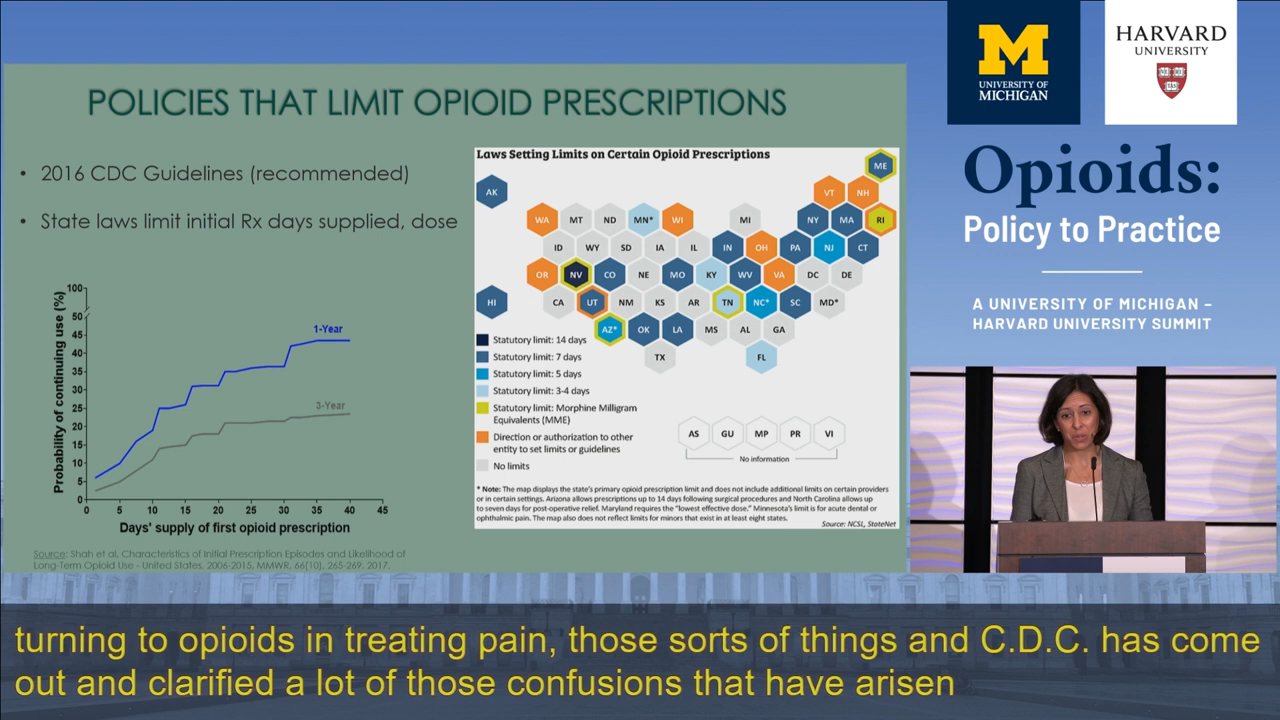 POLICIES THAT LIMIT OPIOID PRESCRIPTIONS
• 2016 CDC Guidelines (recommended)
• State laws limit initial Rx days supplied, dose
Probability of continuing use (%)
100
50
45
40
35
30
25
20
15
10
5
0
1-Year
3-Year
0 5 10 15 20 25 30 35 40 45
Days' supply of first opioid prescription
Source: Shah et al. Characteristics of Initial Prescription Episodes and Likelihood of
Long-Term Opioid Use - United States, 2006-2015. MMWR. 66(10), 265-269. 2017.
Laws Setting Limits on Certain Opioid Prescriptions
ME
AK VT NH
WA MT ND MN* WI MI NY MA RI
ID WY SD IA IL IN OH PA NJ CT
OR NV CO NE MO KY WV VA DC DE
HI CA UT NM KS AR TN NC* SC MD*
AZ* OK LA MS AL GA
TX FL
Statutory limit: 14 days
Statutory limit: 7 days
Statutory limit: 5 days
Statutory limit: 3-4 days
Statutory limit: Morphine Milligram
Equivalents (MME)
Direction or authorization to other
entity to set limits or guidelines
No limits
AS GU MP PR VI
No information
* Note: The map displays the state's primary opioid prescription limit and does not include additional limits on certain providers
or in certain settings. Arizona allows prescriptions up to 14 days following surgical procedures and North Carolina allows up
to seven days for post-operative relief. Maryland requires the "lowest effective dose." Minnesota's limit is for acute dental or
ophthalmic pain. The map also does not reflect limits for minors that exist in at least eight states.
Source: NCSL, StateNet
M
UNIVERSITY OF
MICHIGAN
HARVARD
UNIVERSITY
Opioids:
Policy to Practice
A UNIVERSITY OF MICHIGAN –
HARVARD UNIVERSITY SUMMIT
turning to opioids in treating pain, those sorts of things and C.D.C. has come
out and clarified a lot of those confusions that have arisen